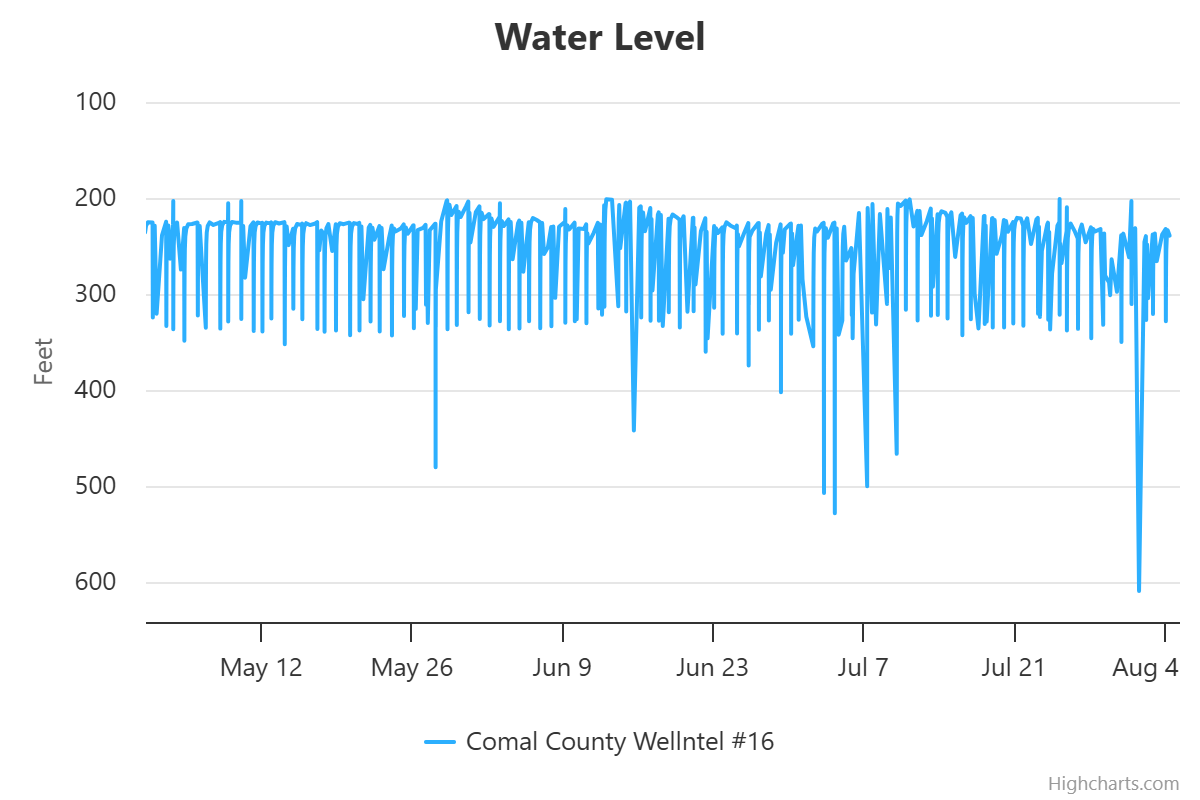 Water Level
100
200
300
400
500
600
Feet
May 12
May 26
Jun 9
Jun 23
Jul 7
Jul 21
Aug 4
Comal County Wellntel #16
Highcharts.com